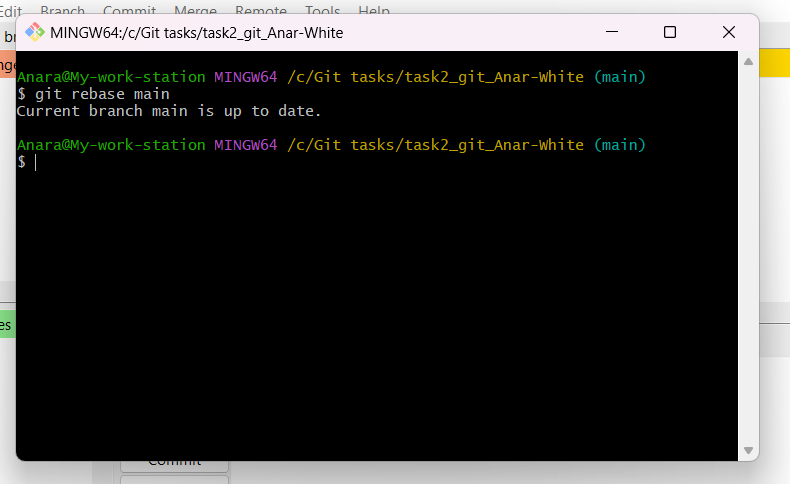 Edit Branch Commit Merge Remote Tools Help
MINGW64:/c/Git tasks/task2_git_Anar-White
Anara@My-work-station MINGW64 /c/Git tasks/task2_git_Anar-White (main)
$ git rebase main
Current branch main is up to date.
Anara@My-work-station MINGW64 /c/Git tasks/task2_git_Anar-White (main)
$
Commit